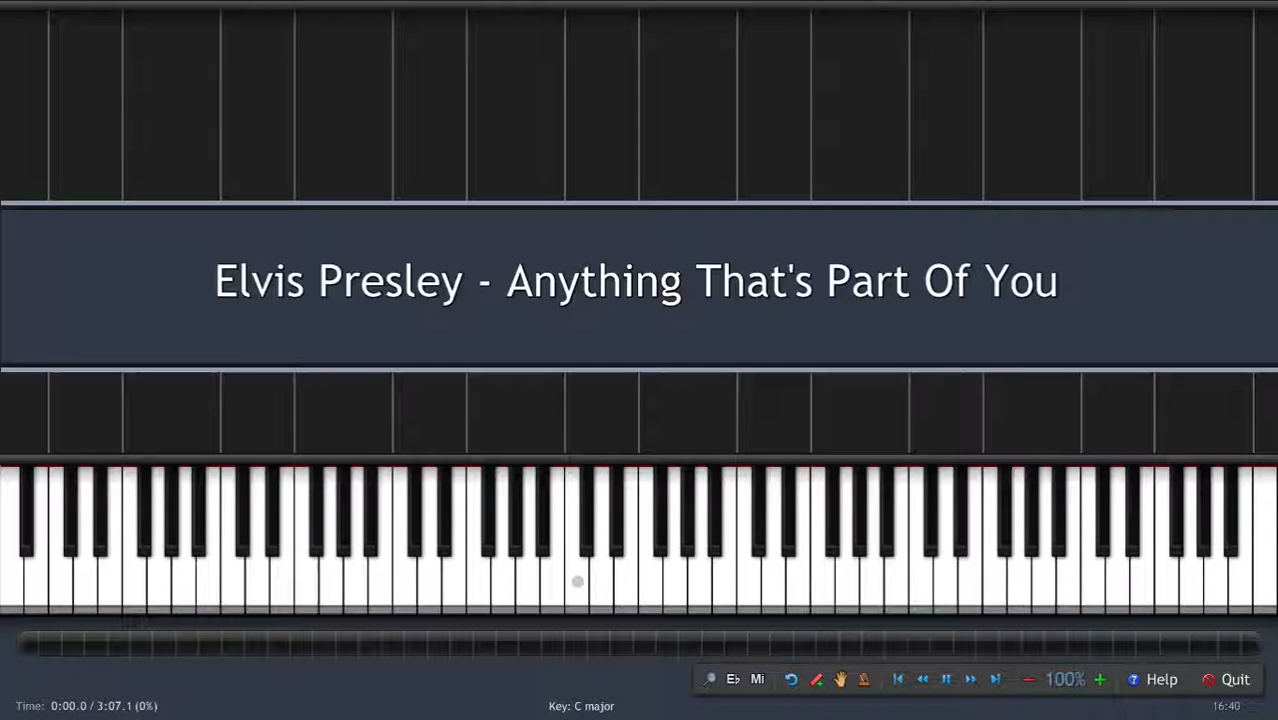 Elvis Presley - Anything That's Part Of You
E♭ Mi 100% Help Quit
Time: 0:00.0 / 3:07.1 (0%) Key: C major 16:40